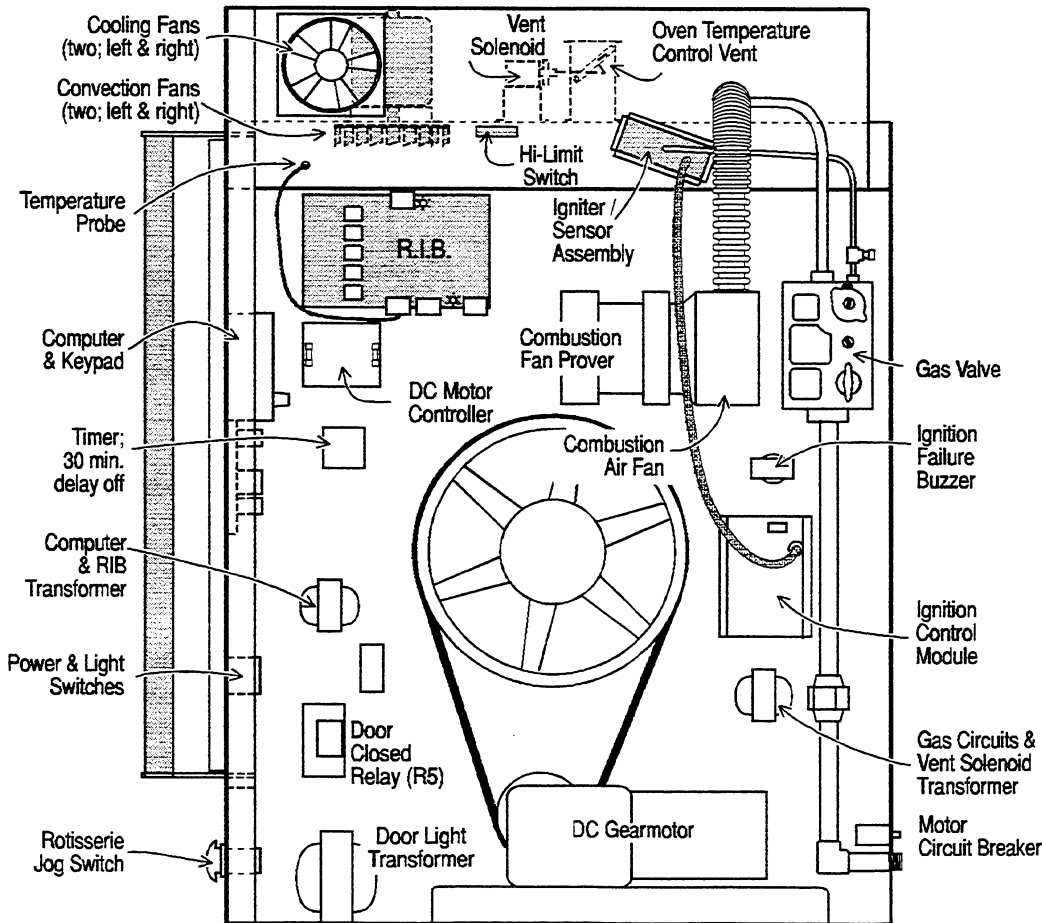 Cooling Fans
(two; left & right)
Convection Fans
(two; left & right)
Vent
Solenoid
Oven Temperature
Control Vent
Hi-Limit
Switch
Igniter/
Sensor
Assembly
Temperature
Probe
R.I.B.
Computer
& Keypad
DC Motor
Controller
Combustion
Fan Prover
Gas Valve
Timer;
30 min.
delay off
Combustion
Air Fan
Ignition
Failure
Buzzer
Computer
& RIB
Transformer
Ignition
Control
Module
Power & Light
Switches
Door
Closed
Relay (R5)
Gas Circuits &
Vent Solenoid
Transformer
Rotisserie
Jog Switch
Door Light
Transformer
DC Gearmotor
Motor
Circuit Breaker